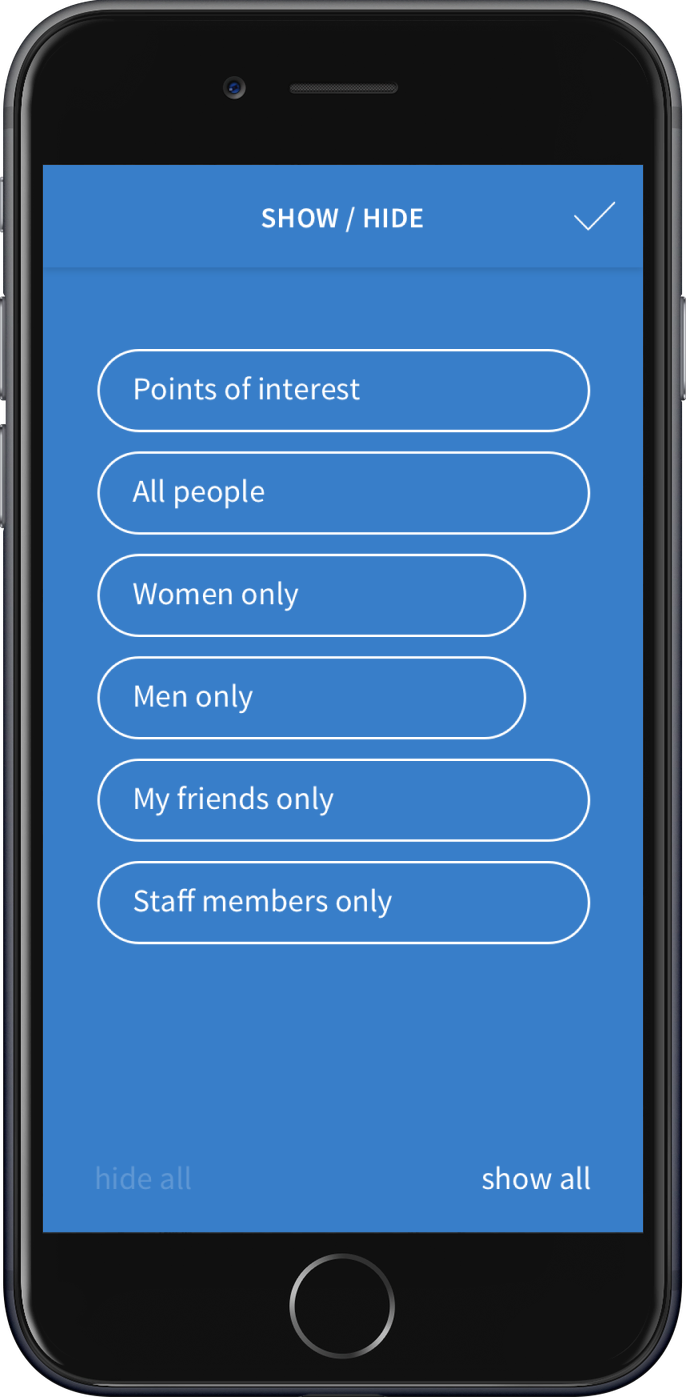 SHOW / HIDE
Points of interest
All people
Women only
Men only
My friends only
Staff members only
hide all
show all